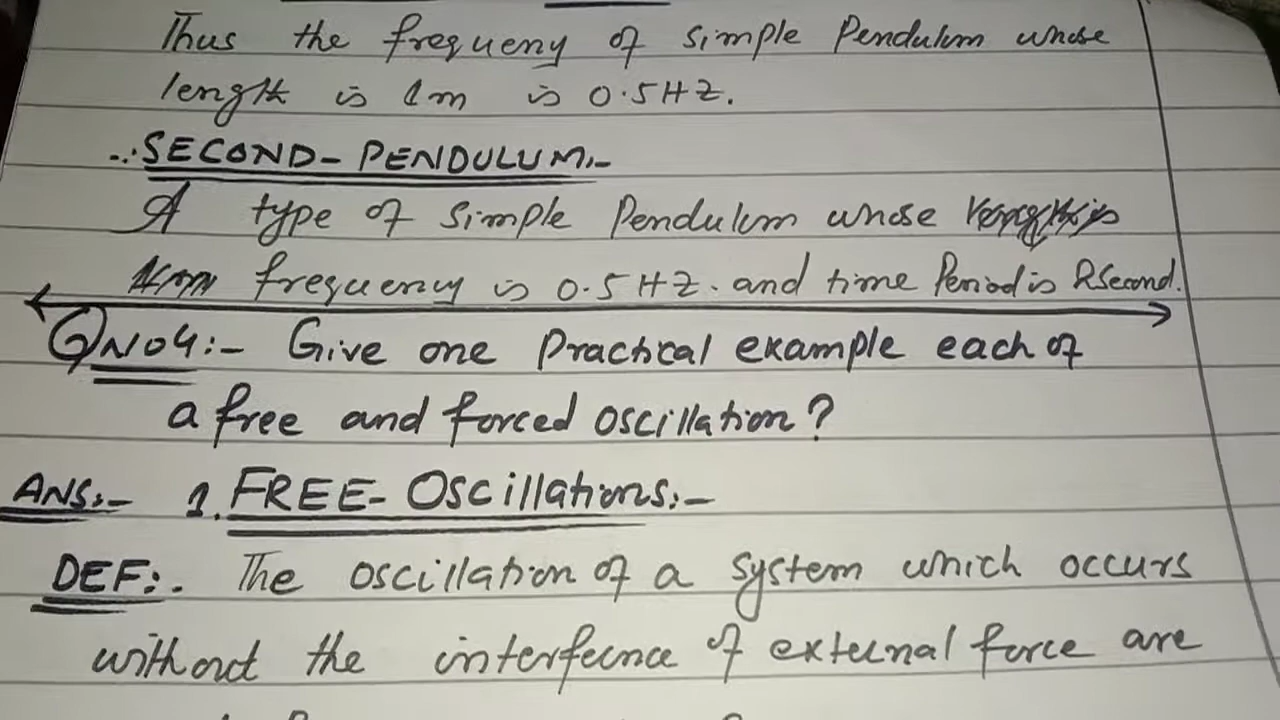 Thus the frequeny of simple Pendulum whose
length is 1m is 0.5HZ.
SECOND-PENDULUM:-
A type of simple Pendulum whose
frequency is 0.5HZ. and time Period is 2Second.
QNO4:- Give one Practical example each of
a free and forced oscillation?
ANS:- 1. FREE-Oscillations:-
DEF:. The oscillation of a system which occurs
without the interfecnce of external force are